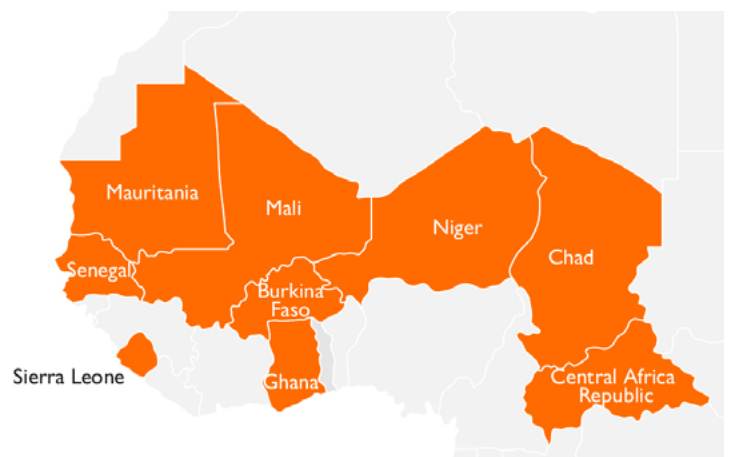 Mauritania
Mali
Niger
Chad
Senegal
Burkina
Faso
Sierra Leone
Ghana
Central Africa
Republic